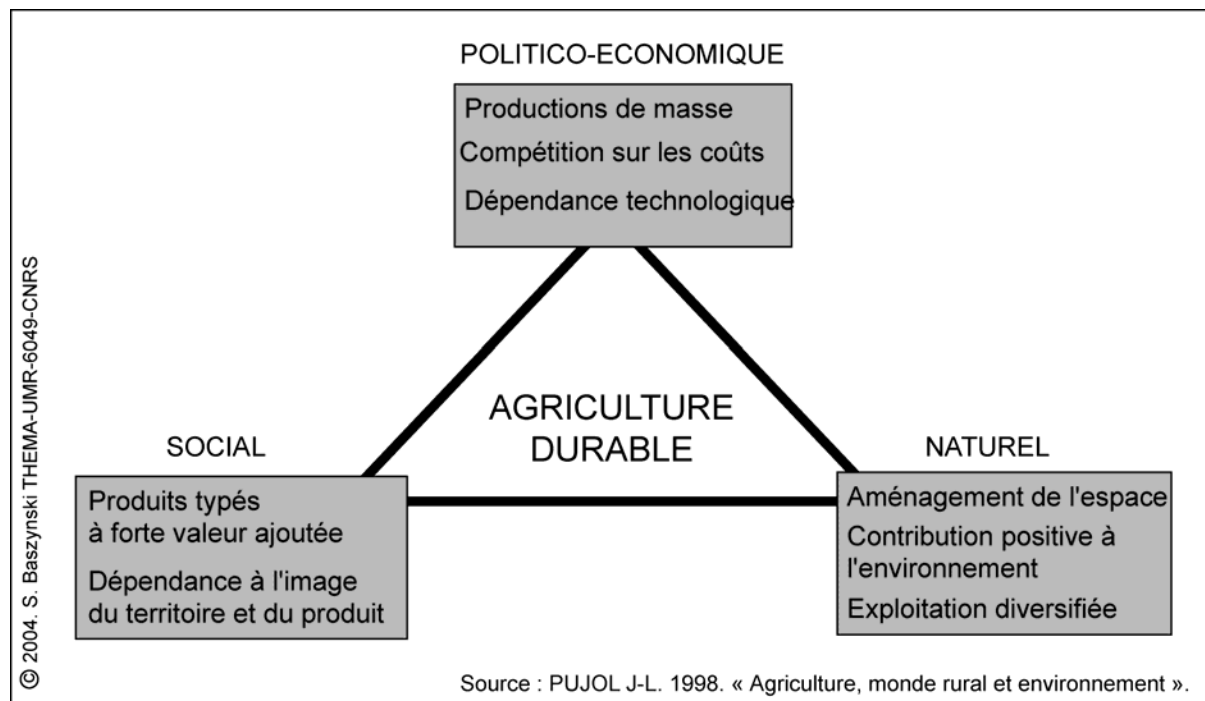 POLITICO-ECONOMIQUE
Productions de masse
Compétition sur les coûts
Dépendance technologique
AGRICULTURE
DURABLE
SOCIAL
Produits typés
à forte valeur ajoutée
Dépendance à l'image
du territoire et du produit
NATUREL
Aménagement de l'espace
Contribution positive à
l'environnement
Exploitation diversifiée
© 2004. S. Baszynski THEMA-UMR-6049-CNRS
Source : PUJOL J-L. 1998. « Agriculture, monde rural et environnement ».